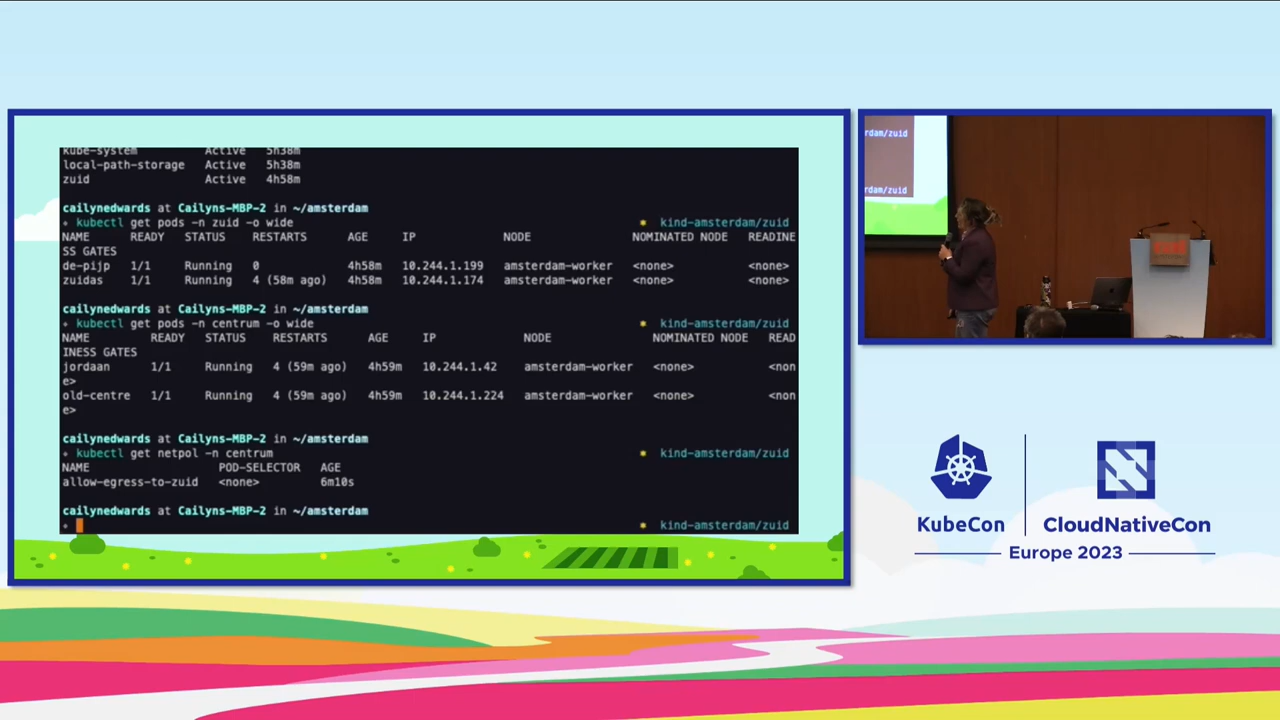 kube-system Active 5h38m
local-path-storage Active 5h38m
zuid Active 4h58m
cailynedwards at Cailyns-MBP-2 in ~/amsterdam
kubectl get pods -n zuid -o wide kind-amsterdam/zuid
NAME READY STATUS RESTARTS AGE IP NODE NOMINATED NODE READINE
SS GATES
de-pijp 1/1 Running 0 4h58m 10.244.1.199 amsterdam-worker <none> <none>
zuidas 1/1 Running 4 (58m ago) 4h58m 10.244.1.174 amsterdam-worker <none> <none>
cailynedwards at Cailyns-MBP-2 in ~/amsterdam
kubectl get pods -n centrum -o wide kind-amsterdam/zuid
NAME READY STATUS RESTARTS AGE IP NODE NOMINATED NODE READ
INESS GATES
jordaan 1/1 Running 4 (59m ago) 4h59m 10.244.1.42 amsterdam-worker <none> <non
e>
old-centre 1/1 Running 4 (59m ago) 4h59m 10.244.1.224 amsterdam-worker <none> <non
e>
cailynedwards at Cailyns-MBP-2 in ~/amsterdam
kubectl get netpol -n centrum kind-amsterdam/zuid
NAME POD-SELECTOR AGE
allow-egress-to-zuid <none> 6m10s
cailynedwards at Cailyns-MBP-2 in ~/amsterdam
kind-amsterdam/zuid
rdam/zuid
rdam/zuid
KubeCon
CloudNativeCon
Europe 2023